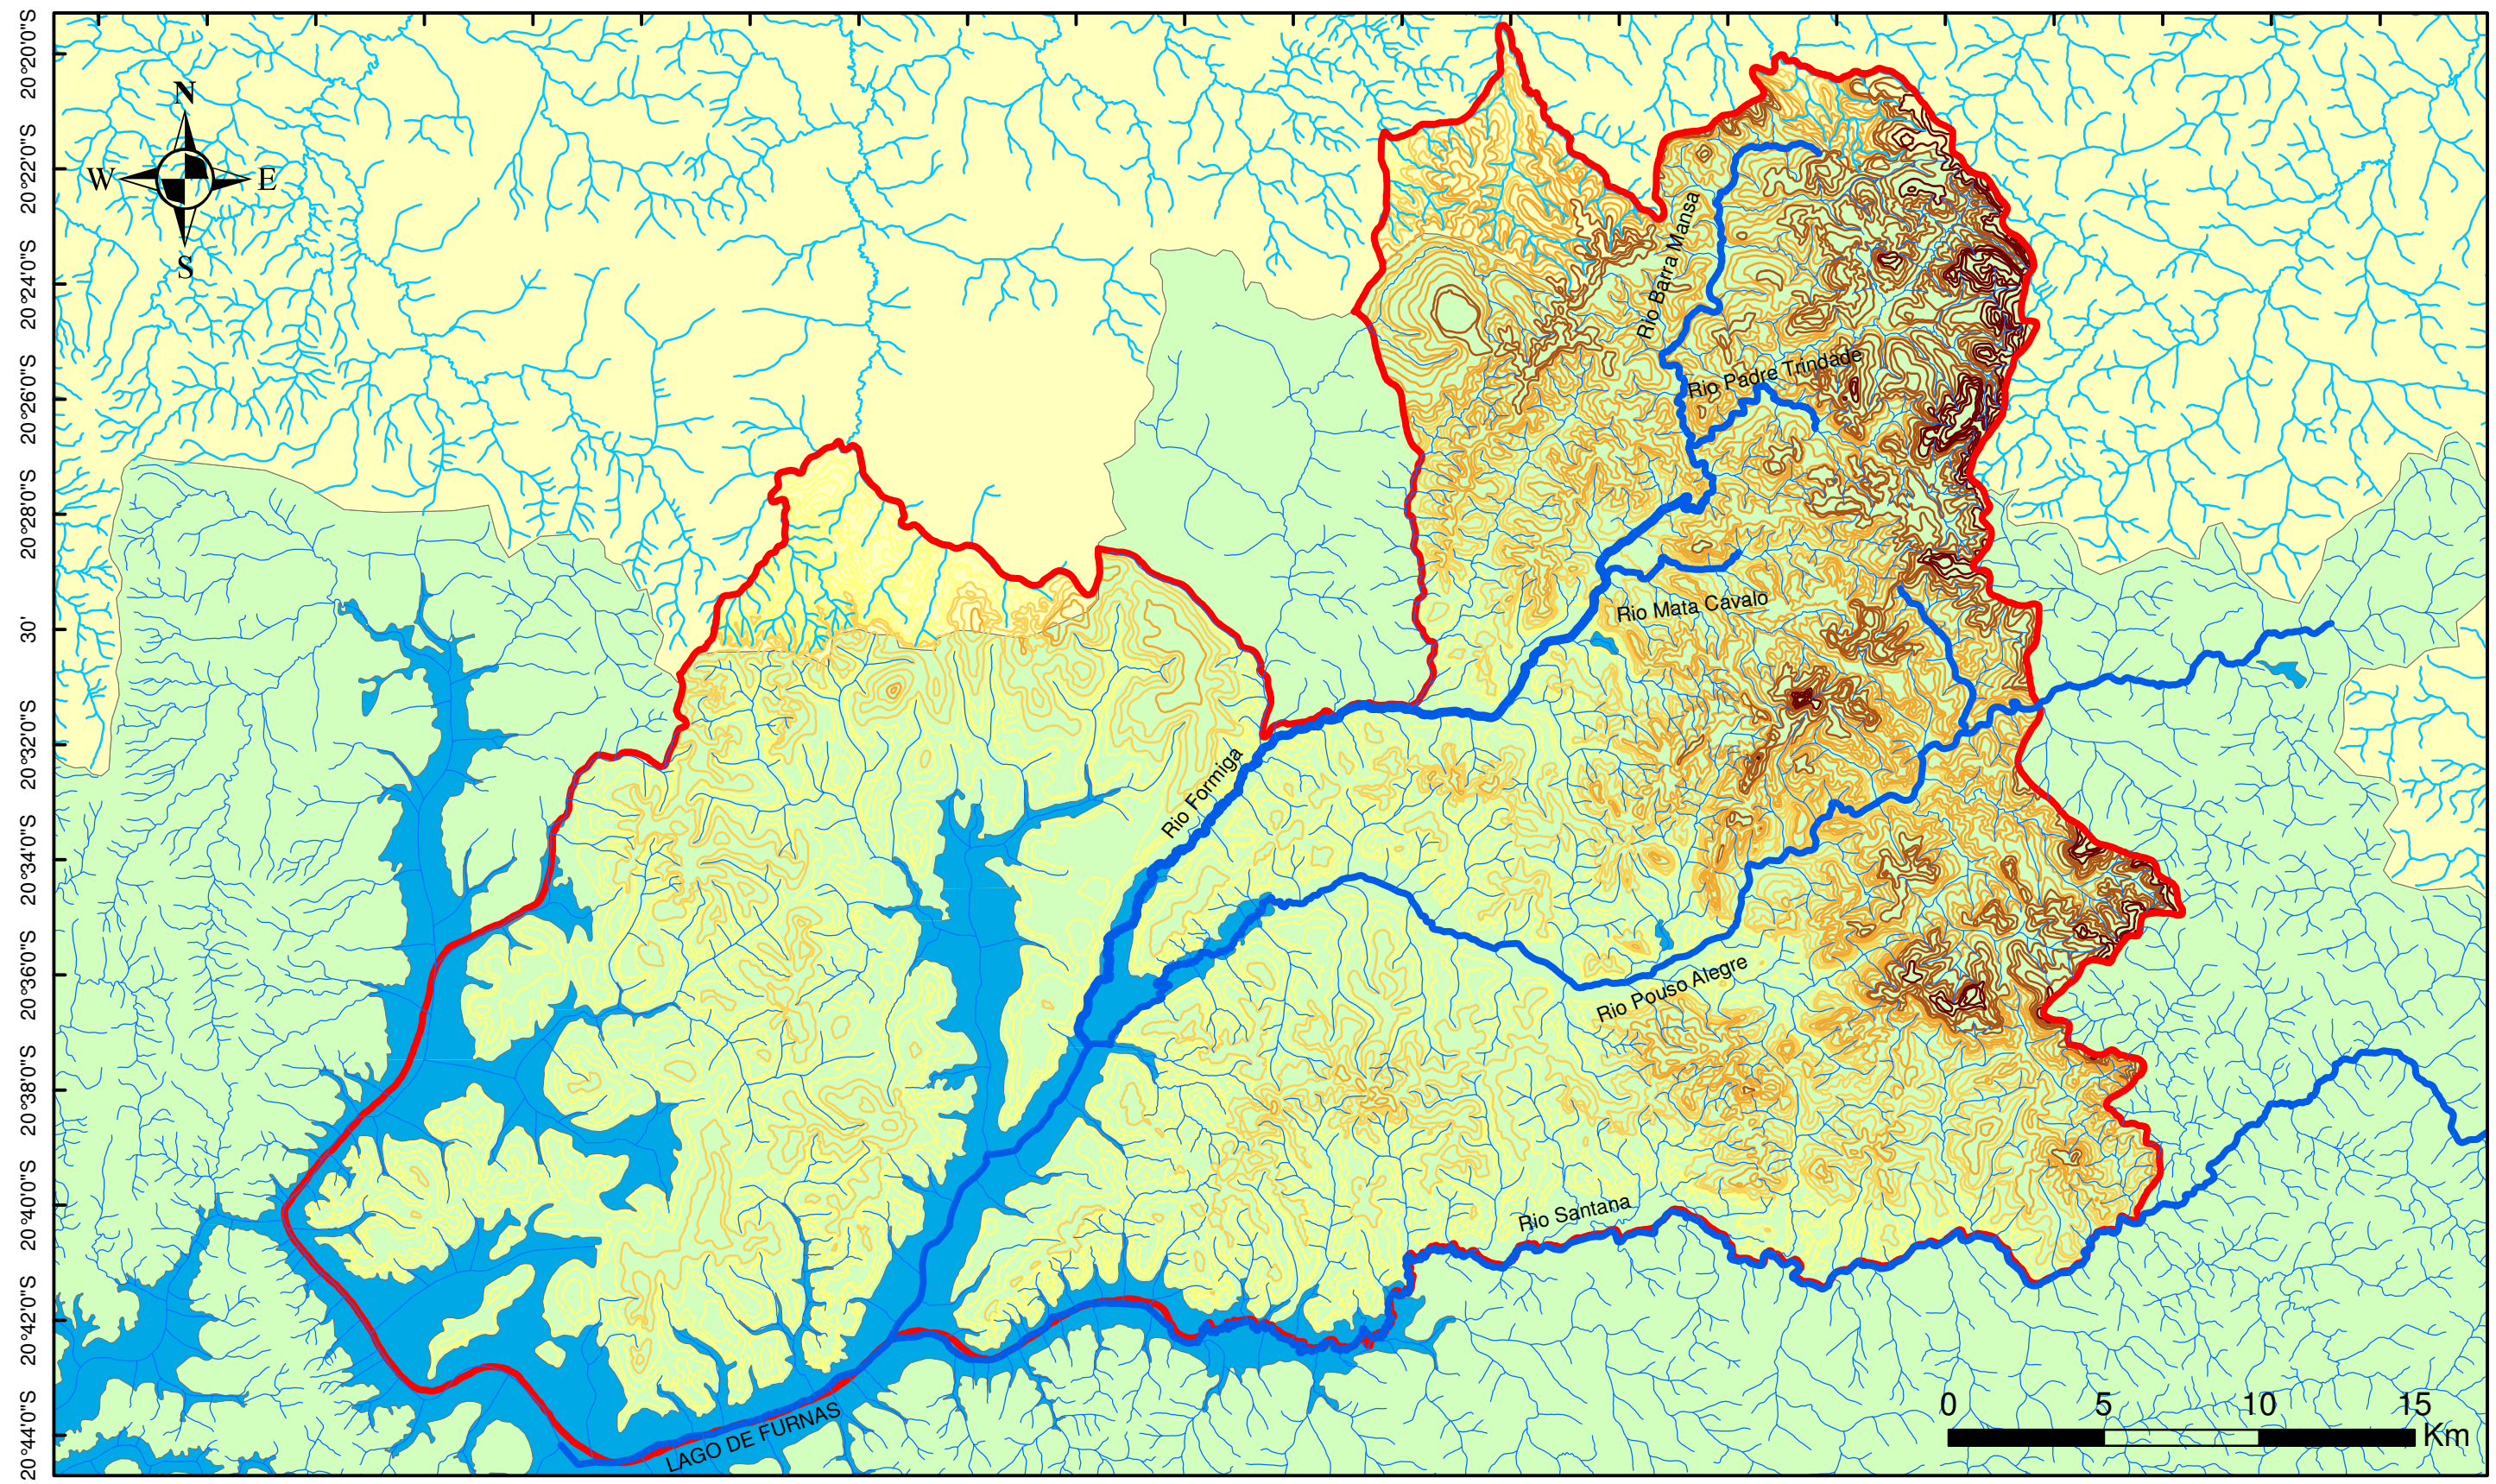 20°20'0"S
N
W
E
S
20°22'0"S
Rio Barra Mansa
20°24'0"S
Rio Padre Trindade
20°26'0"S
20°28'0"S
Rio Mata Cavalo
30'
20°32'0"S
Rio Formiga
20°34'0"S
20°36'0"S
Rio Pouso Alegre
20°38'0"S
20°40'0"S
Rio Santana
20°42'0"S
LAGO DE FURNAS
20°44'0"S
0 5 10 15
Km